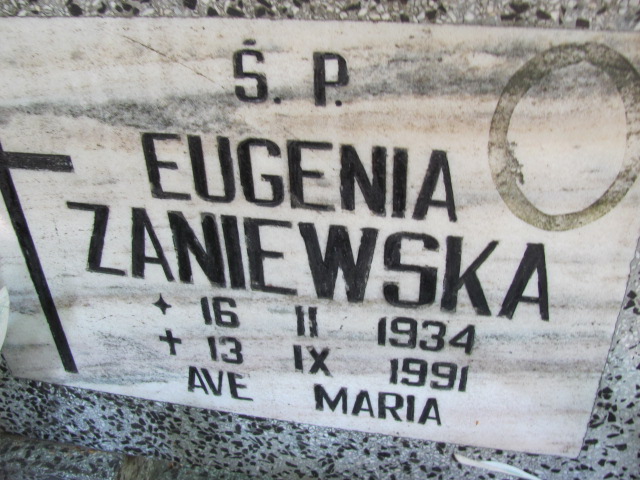 Ś. P.
EUGENIA
ZANIEWSKA
16 II 1934
13 IX 1991
AVE MARIA